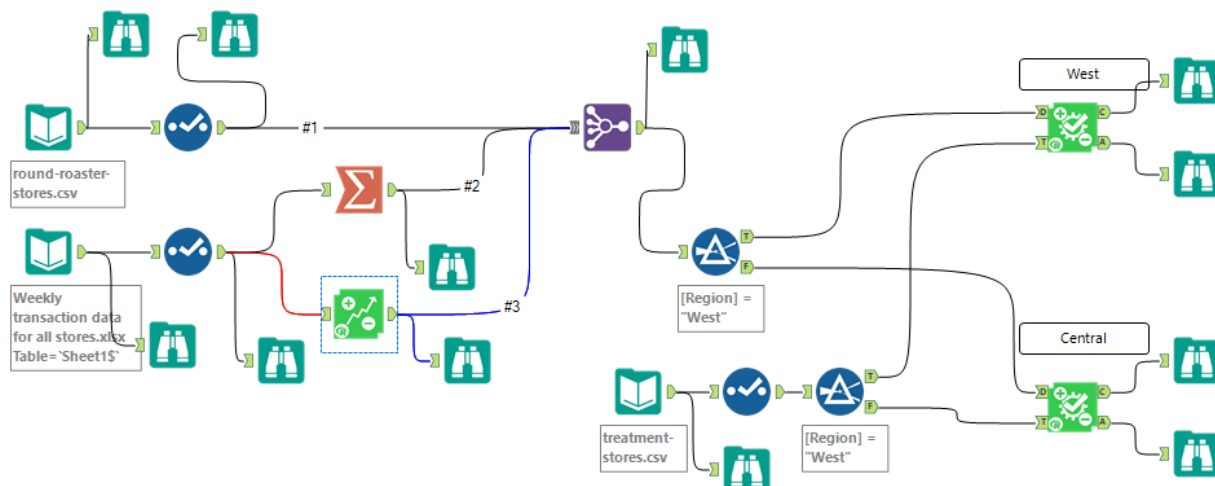 West
#1
round-roaster-
stores.csv
#2
D
C
T
A
Weekly
transaction data
for all stores.xlsx
Table=`Sheet1$`
#3
T
F
[Region] =
"West"
Central
treatment-
stores.csv
T
F
[Region] =
"West"
D
C
T
A